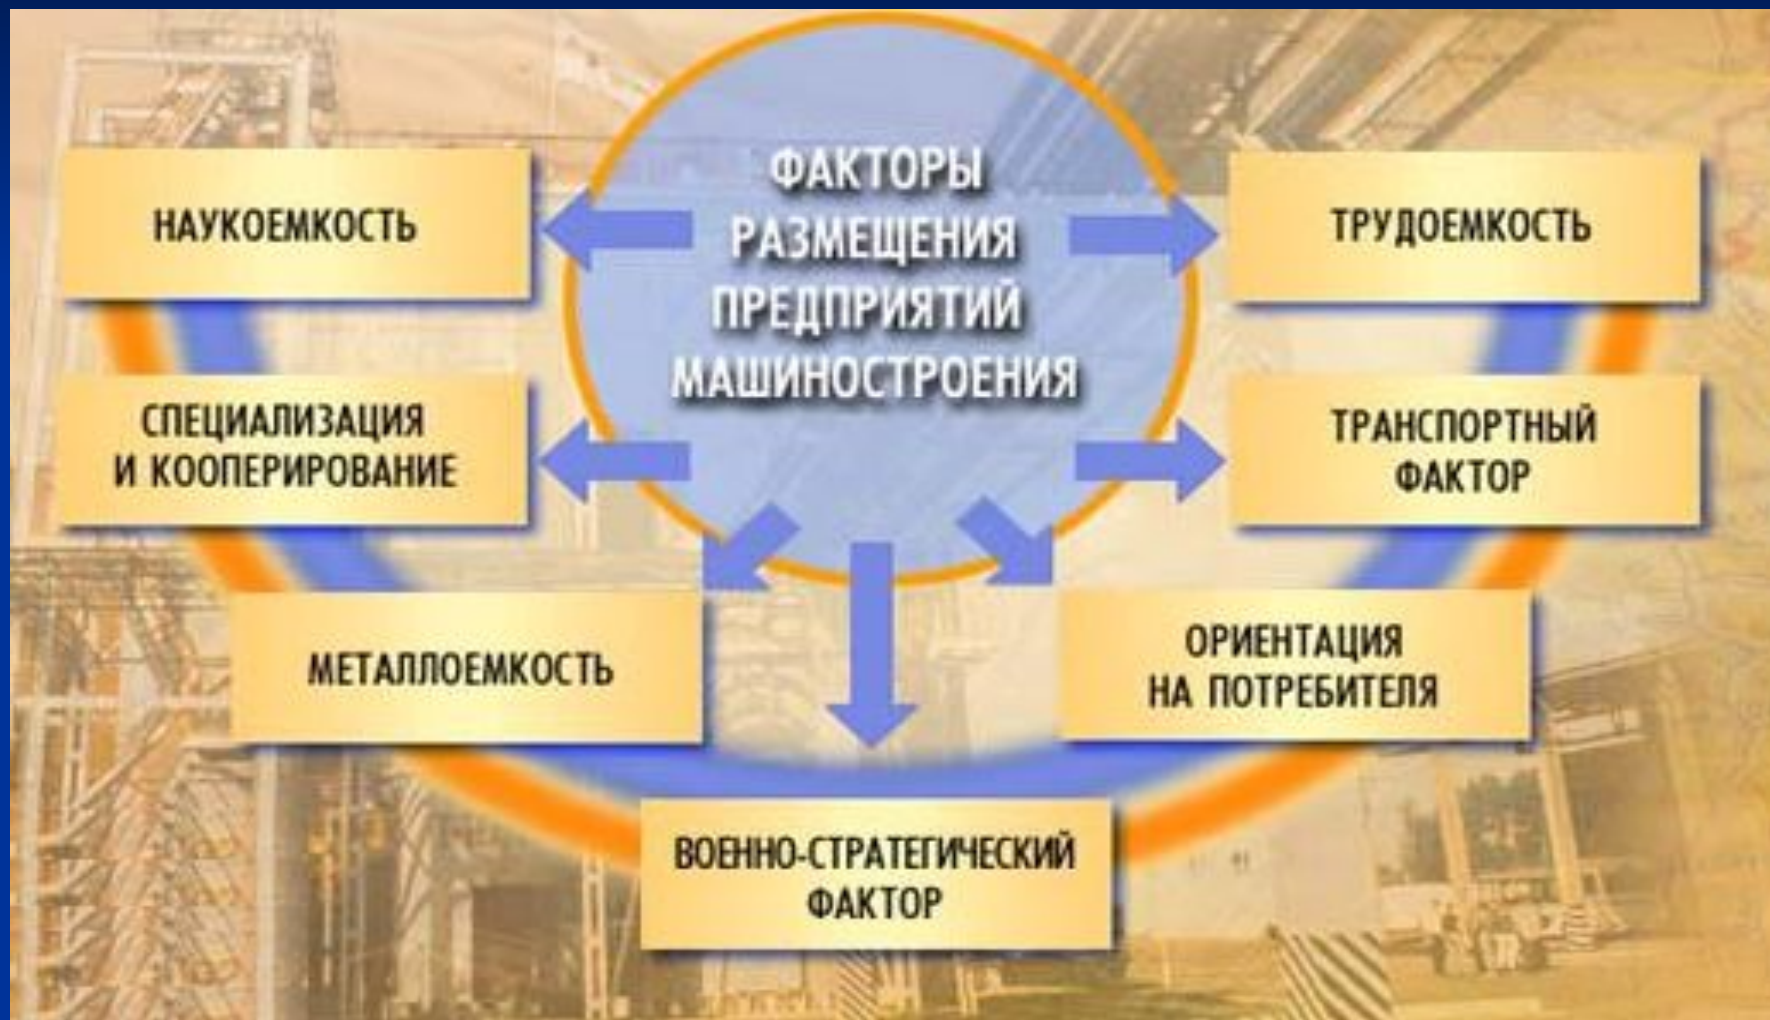 ФАКТОРЫ
РАЗМЕЩЕНИЯ
ПРЕДПРИЯТИЙ
МАШИНОСТРОЕНИЯ
НАУКОЕМКОСТЬ
ТРУДОЕМКОСТЬ
СПЕЦИАЛИЗАЦИЯ
И КООПЕРИРОВАНИЕ
ТРАНСПОРТНЫЙ
ФАКТОР
МЕТАЛЛОЕМКОСТЬ
ОРИЕНТАЦИЯ
НА ПОТРЕБИТЕЛЯ
ВОЕННО-СТРАТЕГИЧЕСКИЙ
ФАКТОР